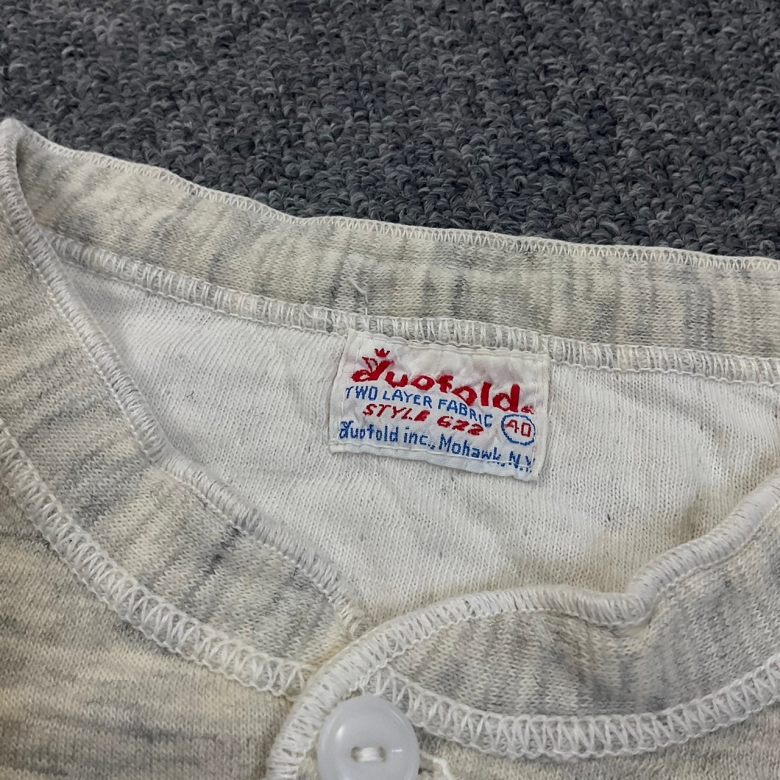 duofold®
TWO LAYER FABRIC
STYLE 622 40
duofold inc., Mohawk, N.Y.